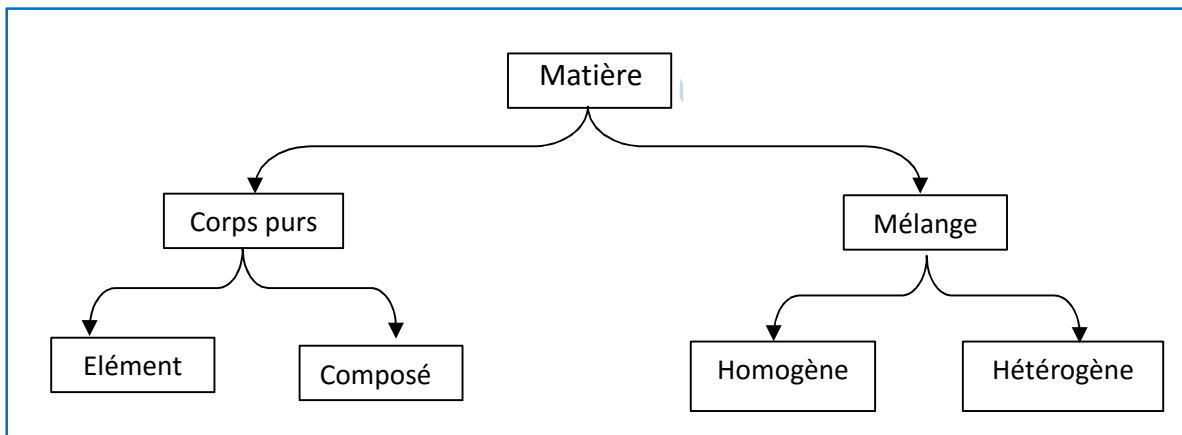 Matière
Corps purs
Mélange
Elément
Composé
Homogène
Hétérogène